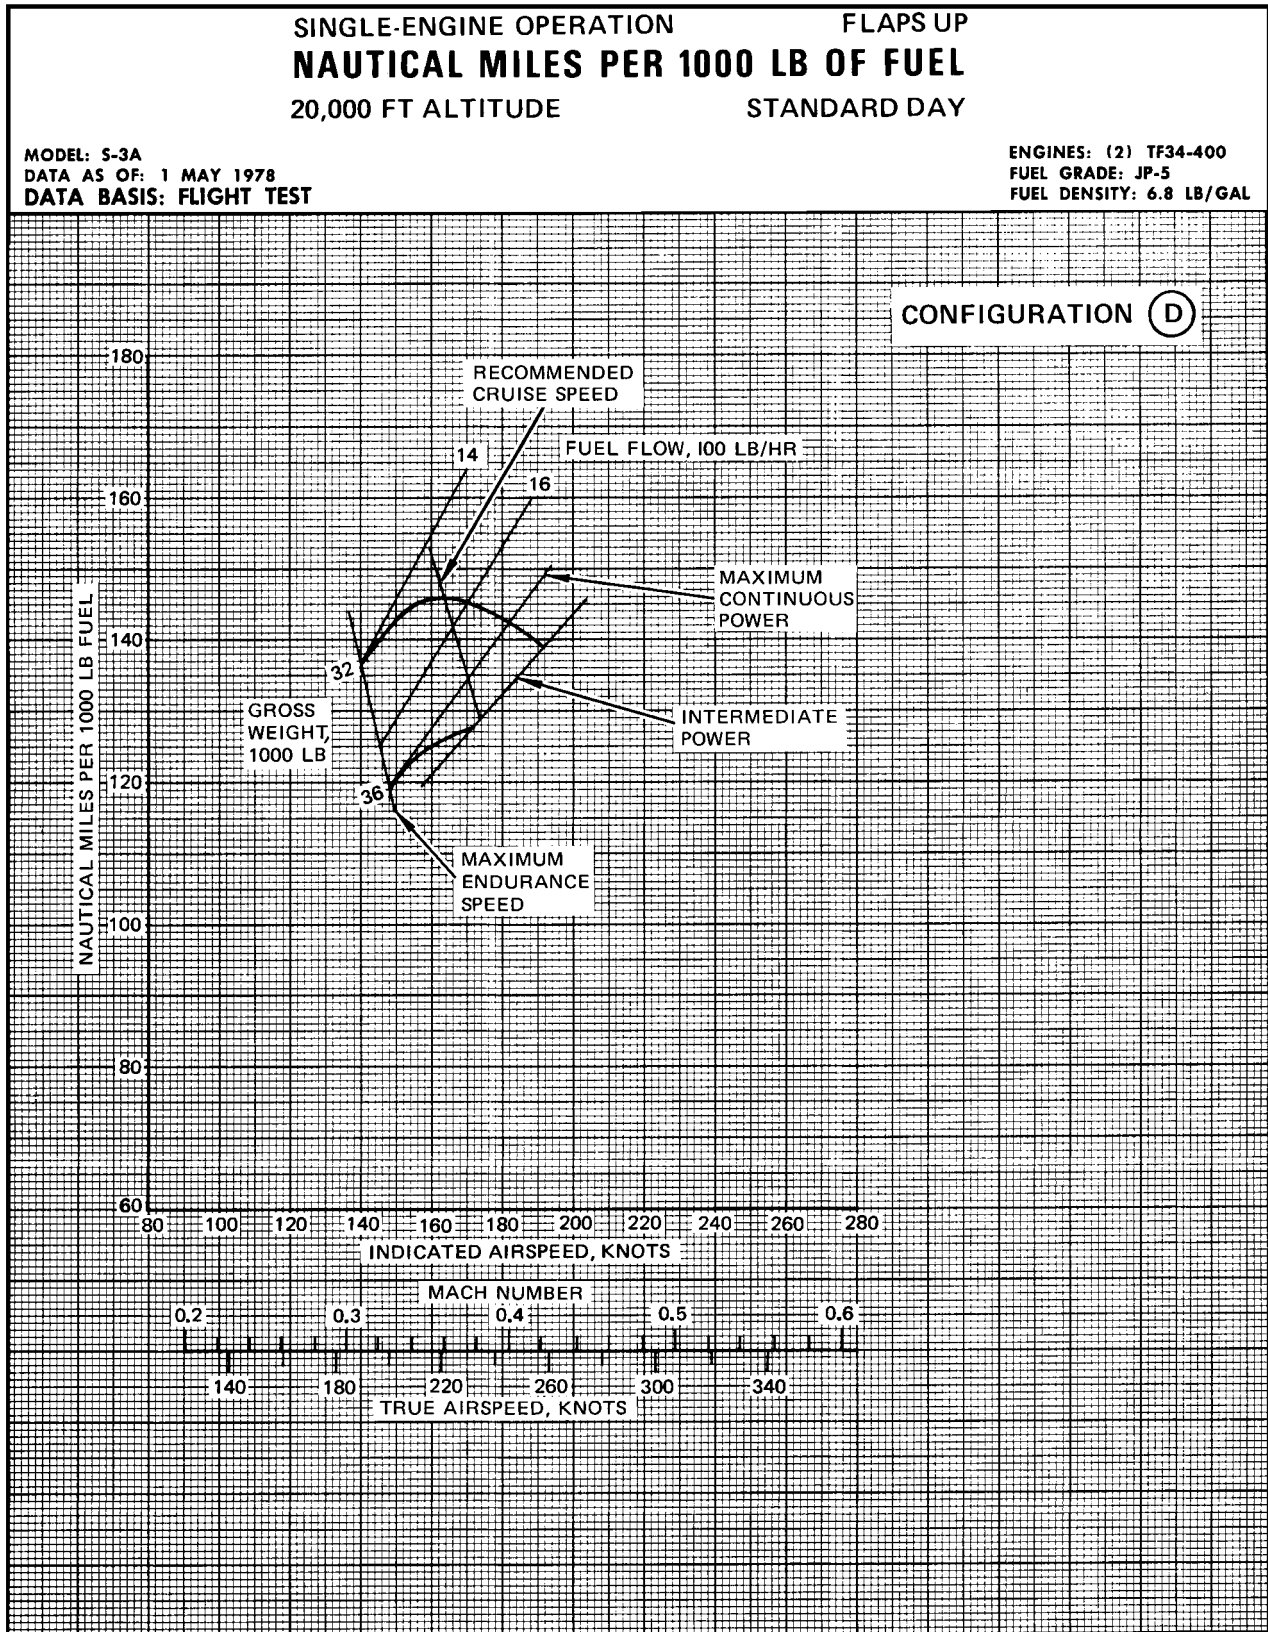 SINGLE-ENGINE OPERATION FLAPS UP
NAUTICAL MILES PER 1000 LB OF FUEL
20,000 FT ALTITUDE STANDARD DAY
MODEL: S-3A
DATA AS OF: 1 MAY 1978
DATA BASIS: FLIGHT TEST
ENGINES: (2) TF34-400
FUEL GRADE: JP-5
FUEL DENSITY: 6.8 LB/GAL
CONFIGURATION D
180
160
140
120
100
80
60
NAUTICAL MILES PER 1000 LB FUEL
RECOMMENDED
CRUISE SPEED
14
FUEL FLOW, 100 LB/HR
16
MAXIMUM
CONTINUOUS
POWER
32
GROSS
WEIGHT,
1000 LB
INTERMEDIATE
POWER
36
MAXIMUM
ENDURANCE
SPEED
80 100 120 140 160 180 200 220 240 260 280
INDICATED AIRSPEED, KNOTS
MACH NUMBER
0.2 0.3 0.4 0.5 0.6
140 180 220 260 300 340
TRUE AIRSPEED, KNOTS